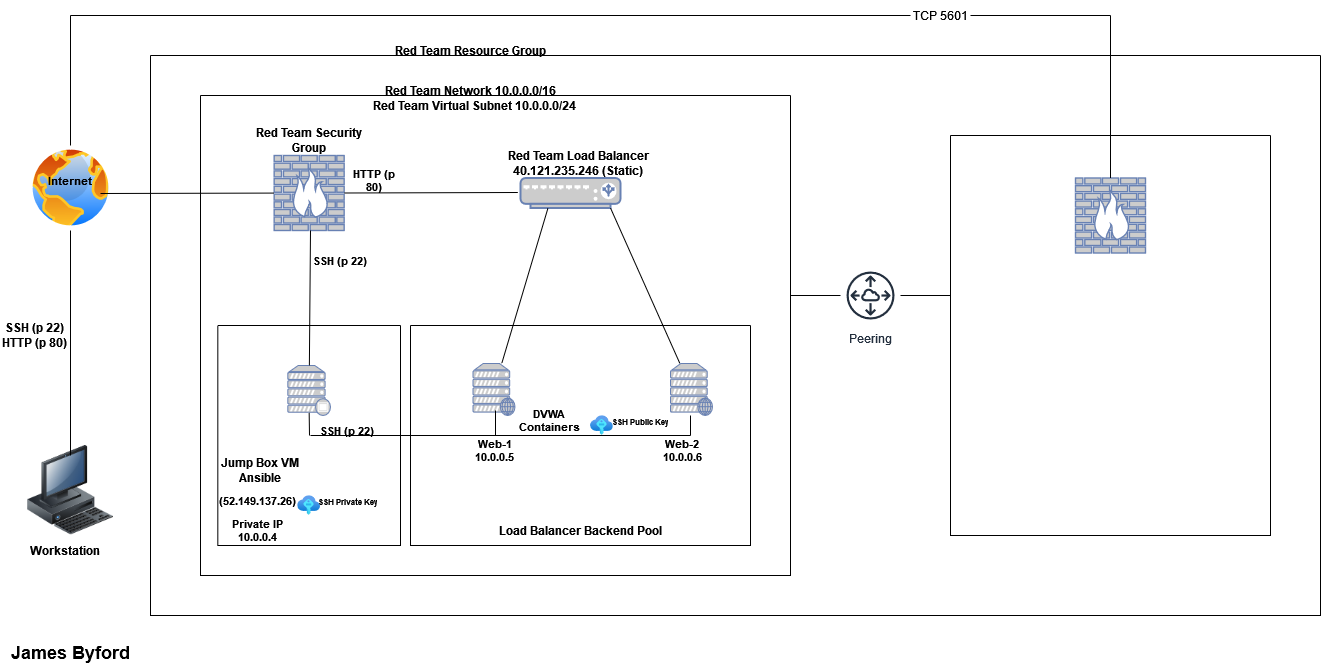 TCP 5601
Red Team Resource Group
Red Team Network 10.0.0.0/16
Red Team Virtual Subnet 10.0.0.0/24
Red Team Security
Group
HTTP (p
80)
Red Team Load Balancer
40.121.235.246 (Static)
Internet
SSH (p 22)
SSH (p 22)
HTTP (p 80)
Peering
DVWA
Containers
SSH Public Key
SSH (p 22)
Web-1
10.0.0.5
Web-2
10.0.0.6
Jump Box VM
Ansible
(52.149.137.26)
SSH Private Key
Private IP
10.0.0.4
Load Balancer Backend Pool
Workstation
James Byford